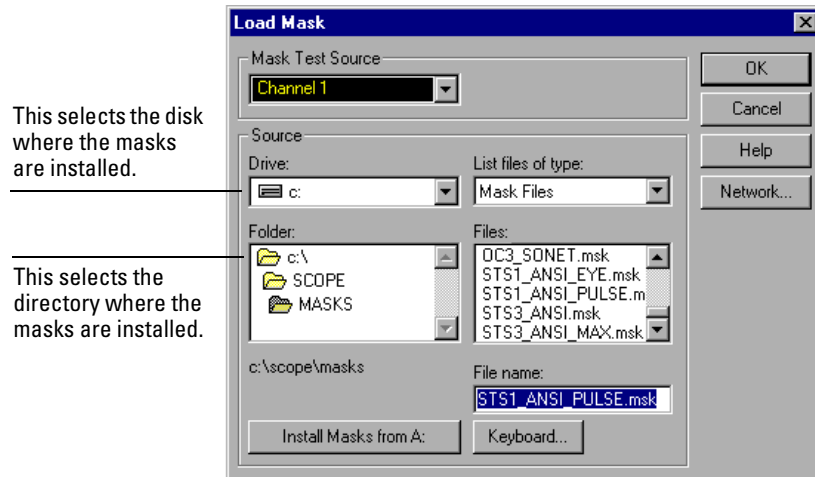 Load Mask
Mask Test Source
Channel 1
OK
Cancel
Help
Network...
This selects the disk
where the masks
are installed.
Source
Drive:
c:
List files of type:
Mask Files
This selects the
directory where the
masks are installed.
Folder:
c:\
SCOPE
MASKS
Files:
OC3_SONET.msk
STS1_ANSI_EYE.msk
STS1_ANSI_PULSE.m
STS3_ANSI.msk
STS3_ANSI_MAX.msk
c:\scope\masks
File name:
STS1_ANSI_PULSE.msk
Install Masks from A:
Keyboard...